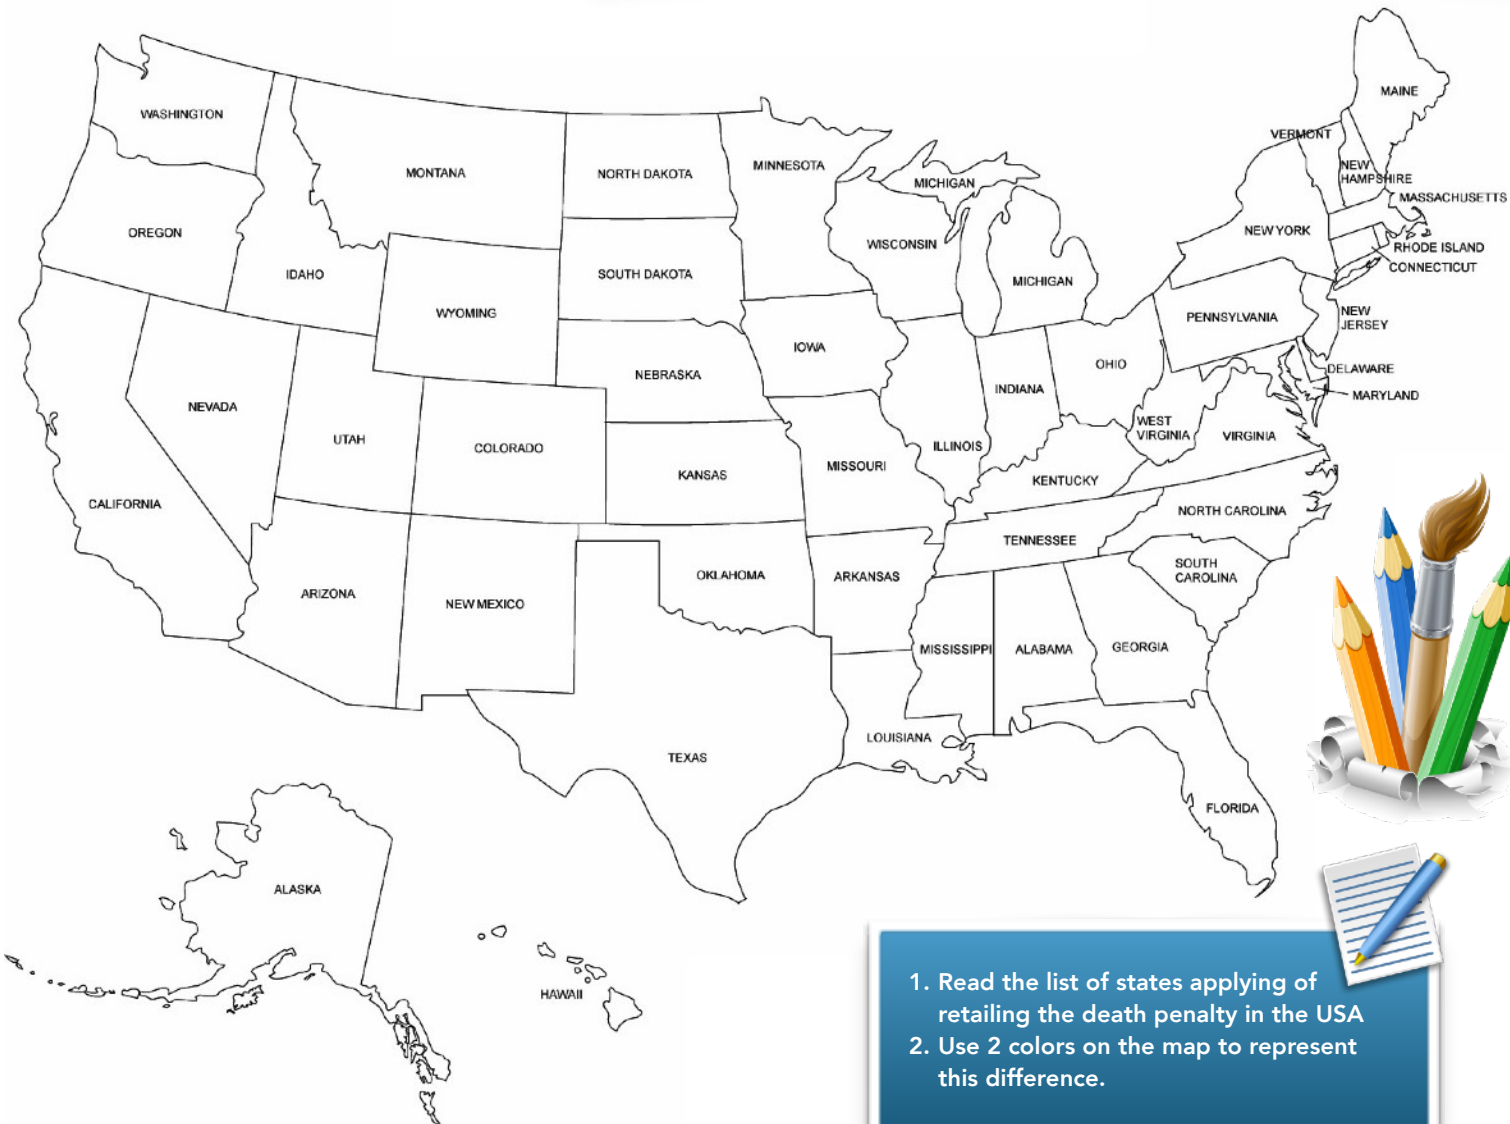 MAINE
WASHINGTON
VERMONT
MONTANA
NORTH DAKOTA
MINNESOTA
MICHIGAN
NEW
HAMPSHIRE
MASSACHUSETTS
OREGON
NEW YORK
WISCONSIN
RHODE ISLAND
CONNECTICUT
IDAHO
SOUTH DAKOTA
MICHIGAN
WYOMING
PENNSYLVANIA
NEW
JERSEY
IOWA
OHIO
DELAWARE
NEBRASKA
INDIANA
MARYLAND
NEVADA
UTAH
COLORADO
WEST
VIRGINIA
VIRGINIA
ILLINOIS
MISSOURI
KANSAS
KENTUCKY
CALIFORNIA
NORTH CAROLINA
TENNESSEE
SOUTH
CAROLINA
OKLAHOMA
ARKANSAS
ARIZONA
NEW MEXICO
MISSISSIPPI
ALABAMA
GEORGIA
LOUISIANA
TEXAS
FLORIDA
ALASKA
HAWAII
1. Read the list of states applying of
retailing the death penalty in the USA
2. Use 2 colors on the map to represent
this difference.